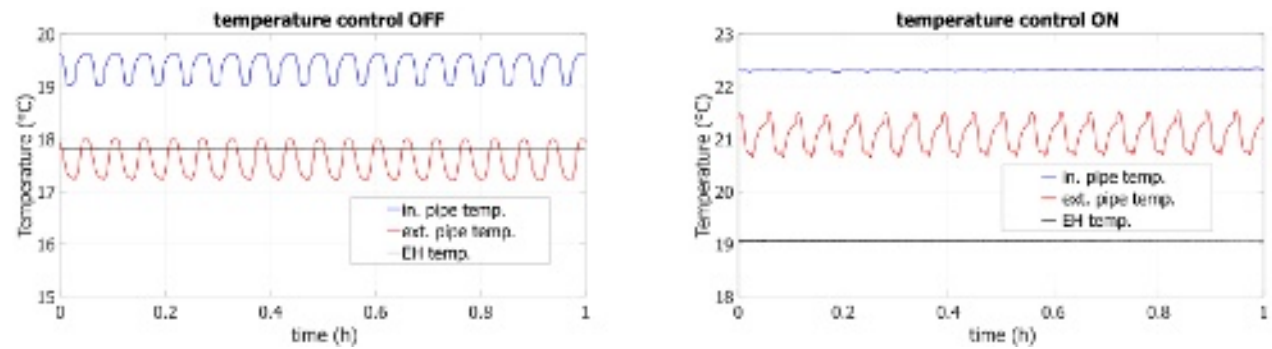 temperature control OFF
20
19
18
17
16
15
Temperature (°C)
0
0.2
0.4
0.6
0.8
1
time (h)
in. pipe temp.
ext. pipe temp.
EH temp.
temperature control ON
23
22
21
20
19
18
Temperature (°C)
0
0.2
0.4
0.6
0.8
1
time (h)
in. pipe temp.
ext. pipe temp.
EH temp.